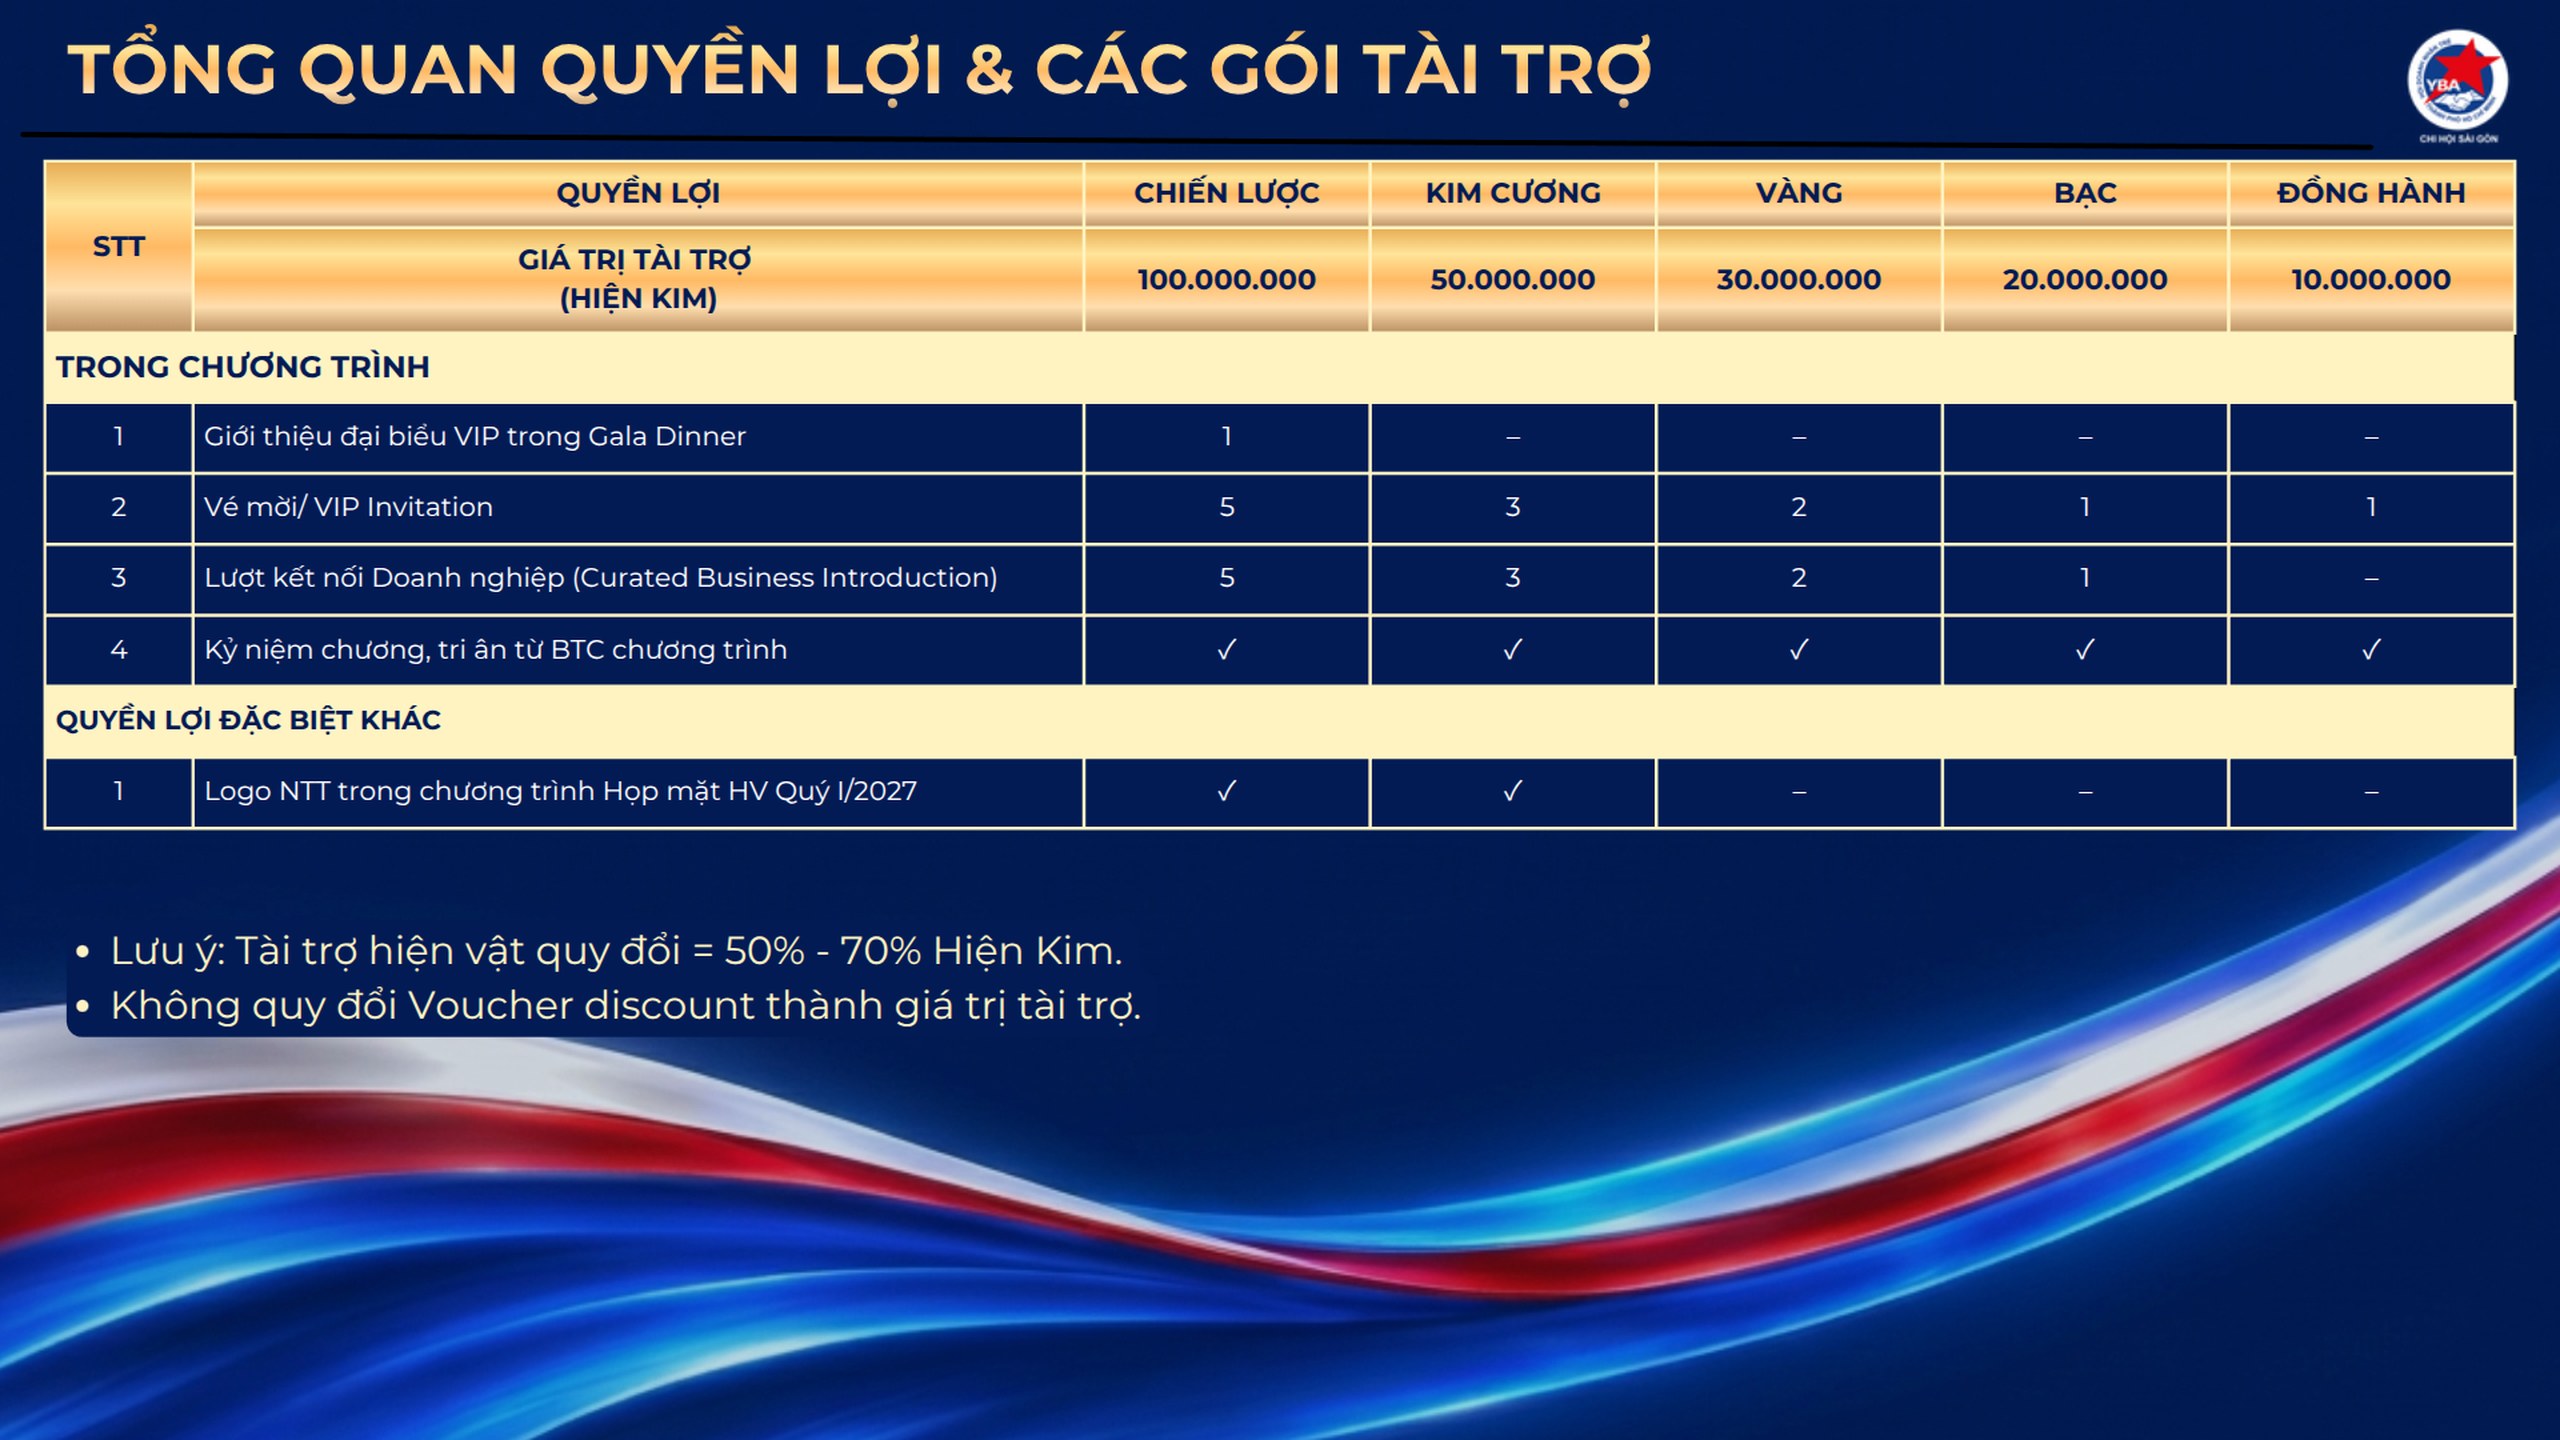 TỔNG QUAN QUYỀN LỢI & CÁC GÓI TÀI TRỢ
YBA
CHI HỘI SÀI GÒN
STT QUYỀN LỢI CHIẾN LƯỢC KIM CƯƠNG VÀNG BẠC ĐỒNG HÀNH
GIÁ TRỊ TÀI TRỢ
(HIỆN KIM) 100.000.000 50.000.000 30.000.000 20.000.000 10.000.000
TRONG CHƯƠNG TRÌNH
1 Giới thiệu đại biểu VIP trong Gala Dinner 1 – – – –
2 Vé mời/ VIP Invitation 5 3 2 1 1
3 Lượt kết nối Doanh nghiệp (Curated Business Introduction) 5 3 2 1 –
4 Kỷ niệm chương, tri ân từ BTC chương trình ✓ ✓ ✓ ✓ ✓
QUYỀN LỢI ĐẶC BIỆT KHÁC
1 Logo NTT trong chương trình Họp mặt HV Quý I/2027 ✓ ✓ – – –
• Lưu ý: Tài trợ hiện vật quy đổi = 50% - 70% Hiện Kim.
• Không quy đổi Voucher discount thành giá trị tài trợ.